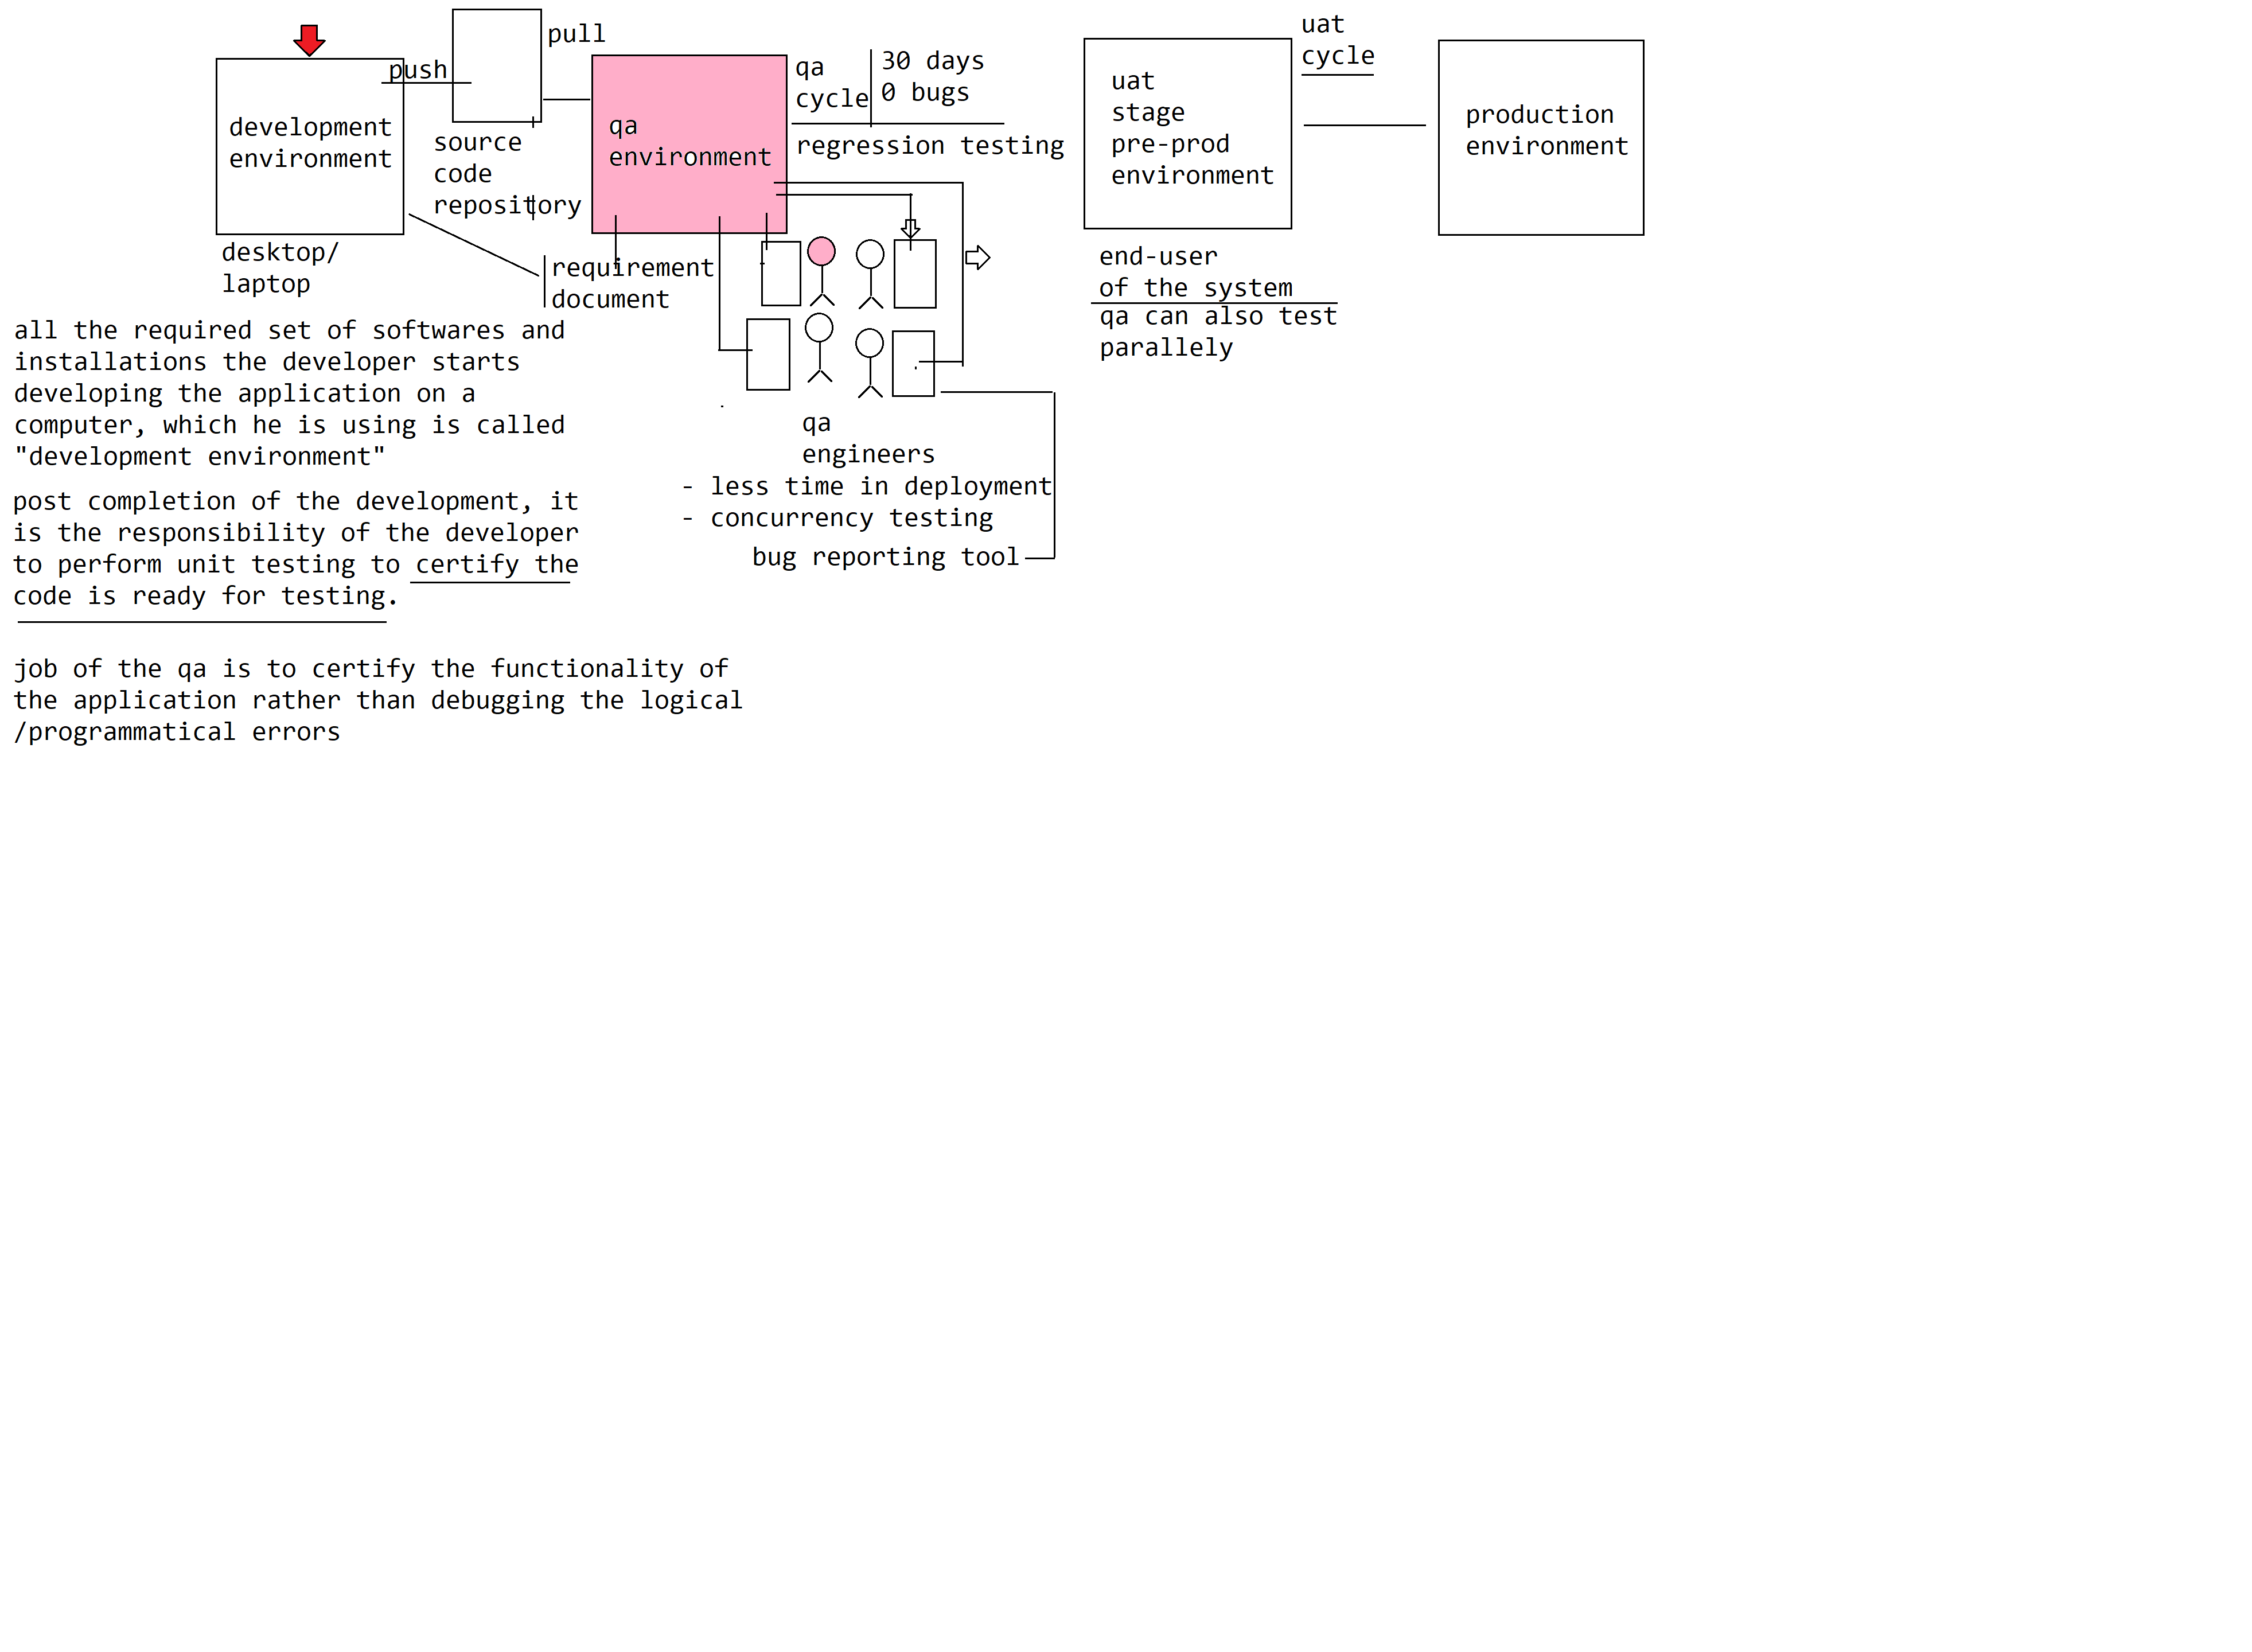 push
pull
development
environment
source
code
repository
desktop/
laptop
requirement
document
qa
environment
qa
cycle
30 days
0 bugs
regression testing
uat
stage
pre-prod
environment
uat
cycle
production
environment
end-user
of the system
qa can also test
parallely
all the required set of softwares and
installations the developer starts
developing the application on a
computer, which he is using is called
"development environment"
post completion of the development, it
is the responsibility of the developer
to perform unit testing to certify the
code is ready for testing.
qa
engineers
- less time in deployment
- concurrency testing
bug reporting tool
job of the qa is to certify the functionality of
the application rather than debugging the logical
/programmatical errors